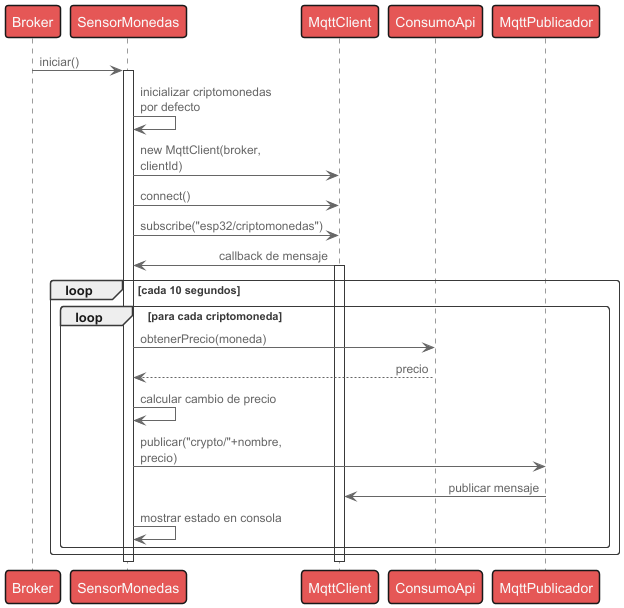 Broker SensorMonedas MqttClient ConsumoApi MqttPublicador
iniciar()
inicializar criptomonedas
por defecto
new MqttClient(broker,
clientId)
connect()
subscribe("esp32/criptomonedas")
callback de mensaje
loop [cada 10 segundos]
loop [para cada criptomoneda]
obtenerPrecio(moneda)
precio
calcular cambio de precio
publicar("crypto/"+nombre,
precio)
publicar mensaje
mostrar estado en consola
Broker SensorMonedas MqttClient ConsumoApi MqttPublicador